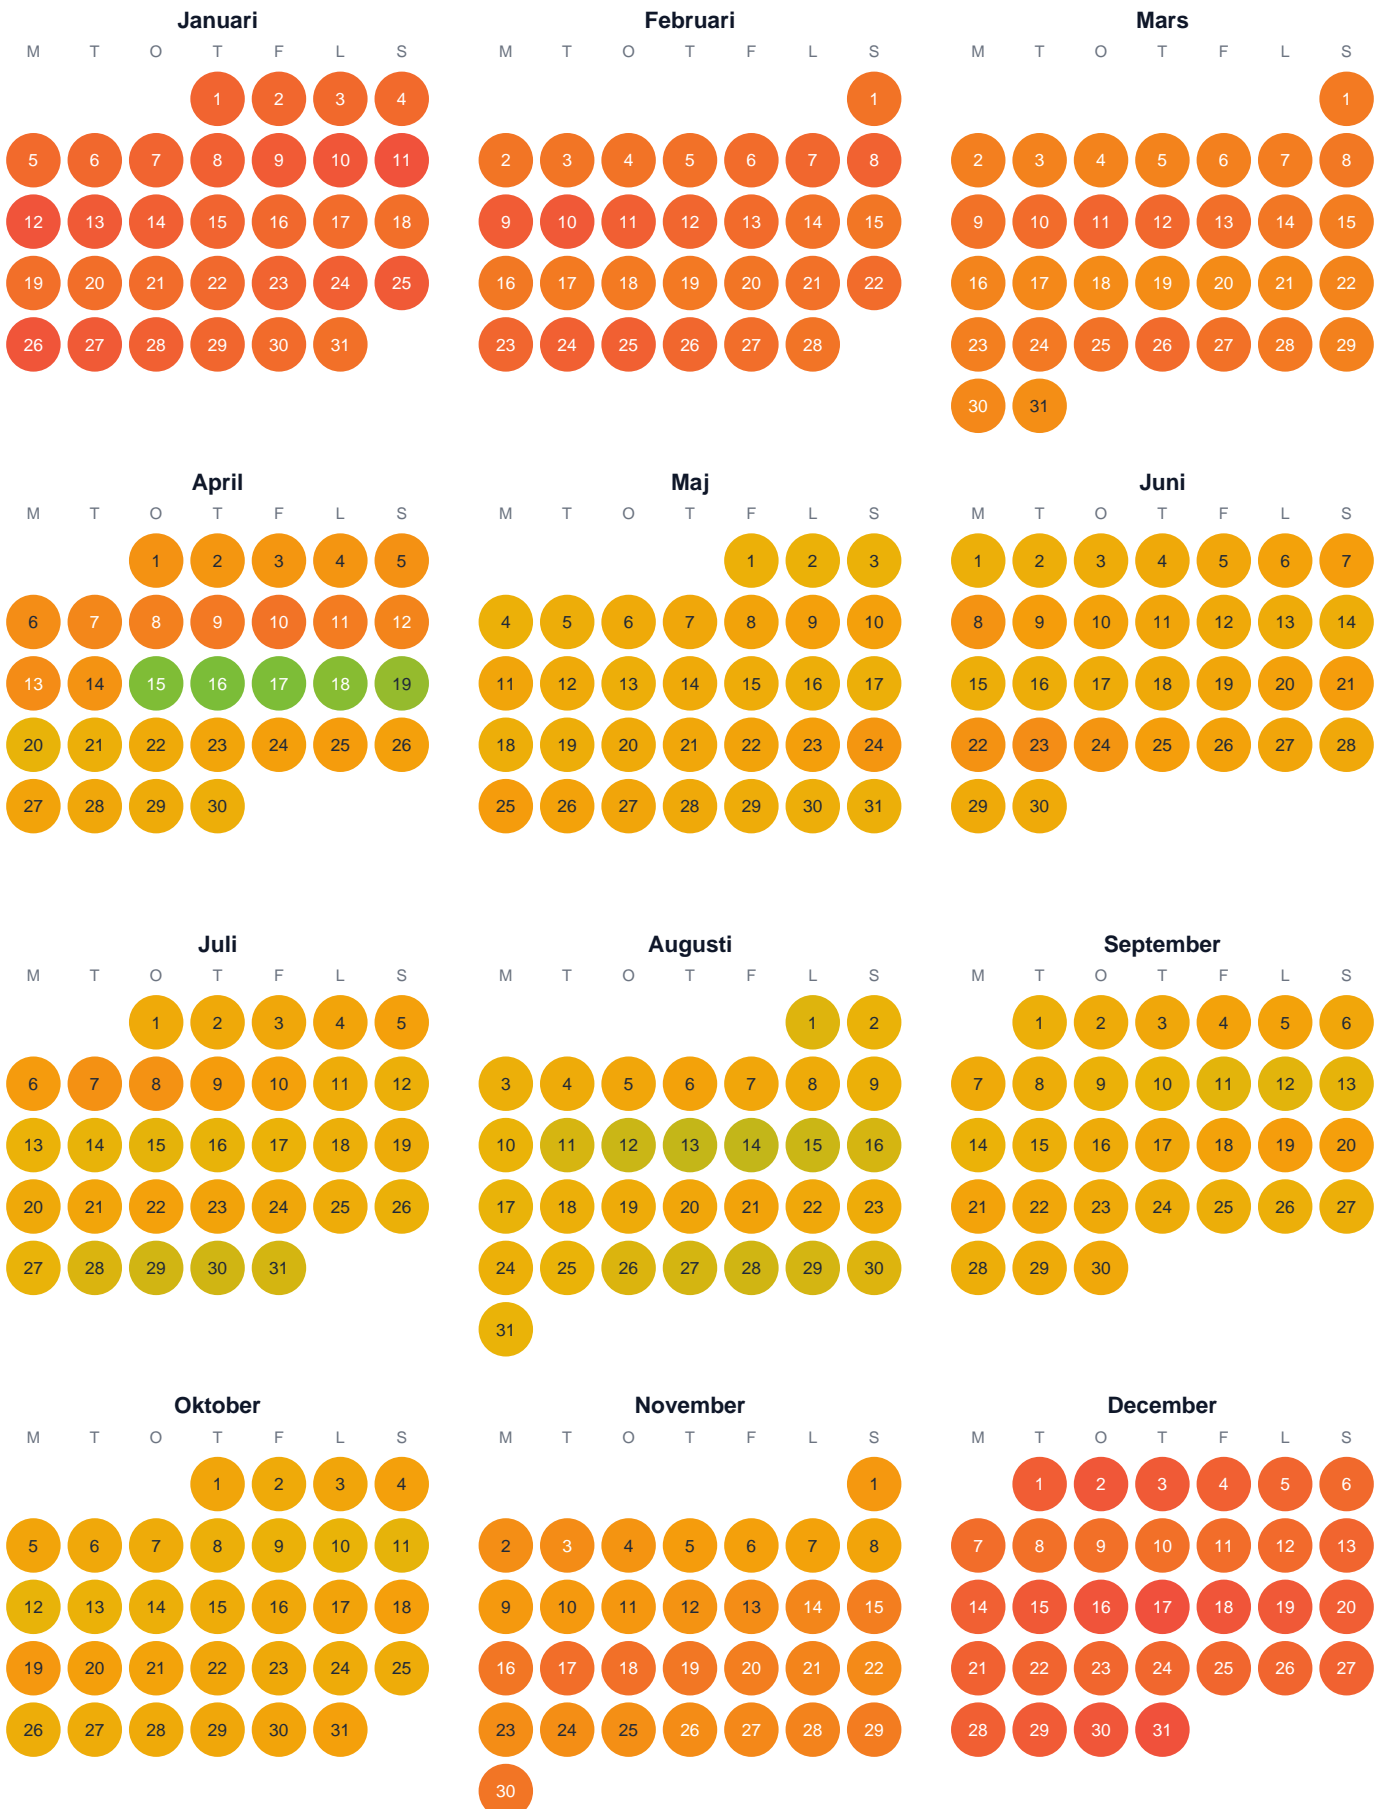 Januari
M T O T F L S
1 2 3 4
5 6 7 8 9 10 11
12 13 14 15 16 17 18
19 20 21 22 23 24 25
26 27 28 29 30 31
Februari
M T O T F L S
1
2 3 4 5 6 7 8
9 10 11 12 13 14 15
16 17 18 19 20 21 22
23 24 25 26 27 28
Mars
M T O T F L S
1
2 3 4 5 6 7 8
9 10 11 12 13 14 15
16 17 18 19 20 21 22
23 24 25 26 27 28 29
30 31
April
M T O T F L S
1 2 3 4 5
6 7 8 9 10 11 12
13 14 15 16 17 18 19
20 21 22 23 24 25 26
27 28 29 30
Maj
M T O T F L S
1 2 3
4 5 6 7 8 9 10
11 12 13 14 15 16 17
18 19 20 21 22 23 24
25 26 27 28 29 30 31
Juni
M T O T F L S
1 2 3 4 5 6 7
8 9 10 11 12 13 14
15 16 17 18 19 20 21
22 23 24 25 26 27 28
29 30
Juli
M T O T F L S
1 2 3 4 5
6 7 8 9 10 11 12
13 14 15 16 17 18 19
20 21 22 23 24 25 26
27 28 29 30 31
Augusti
M T O T F L S
1 2
3 4 5 6 7 8 9
10 11 12 13 14 15 16
17 18 19 20 21 22 23
24 25 26 27 28 29 30
31
September
M T O T F L S
1 2 3 4 5 6
7 8 9 10 11 12 13
14 15 16 17 18 19 20
21 22 23 24 25 26 27
28 29 30
Oktober
M T O T F L S
1 2 3 4
5 6 7 8 9 10 11
12 13 14 15 16 17 18
19 20 21 22 23 24 25
26 27 28 29 30 31
November
M T O T F L S
1
2 3 4 5 6 7 8
9 10 11 12 13 14 15
16 17 18 19 20 21 22
23 24 25 26 27 28 29
30
December
M T O T F L S
1 2 3 4 5 6
7 8 9 10 11 12 13
14 15 16 17 18 19 20
21 22 23 24 25 26 27
28 29 30 31